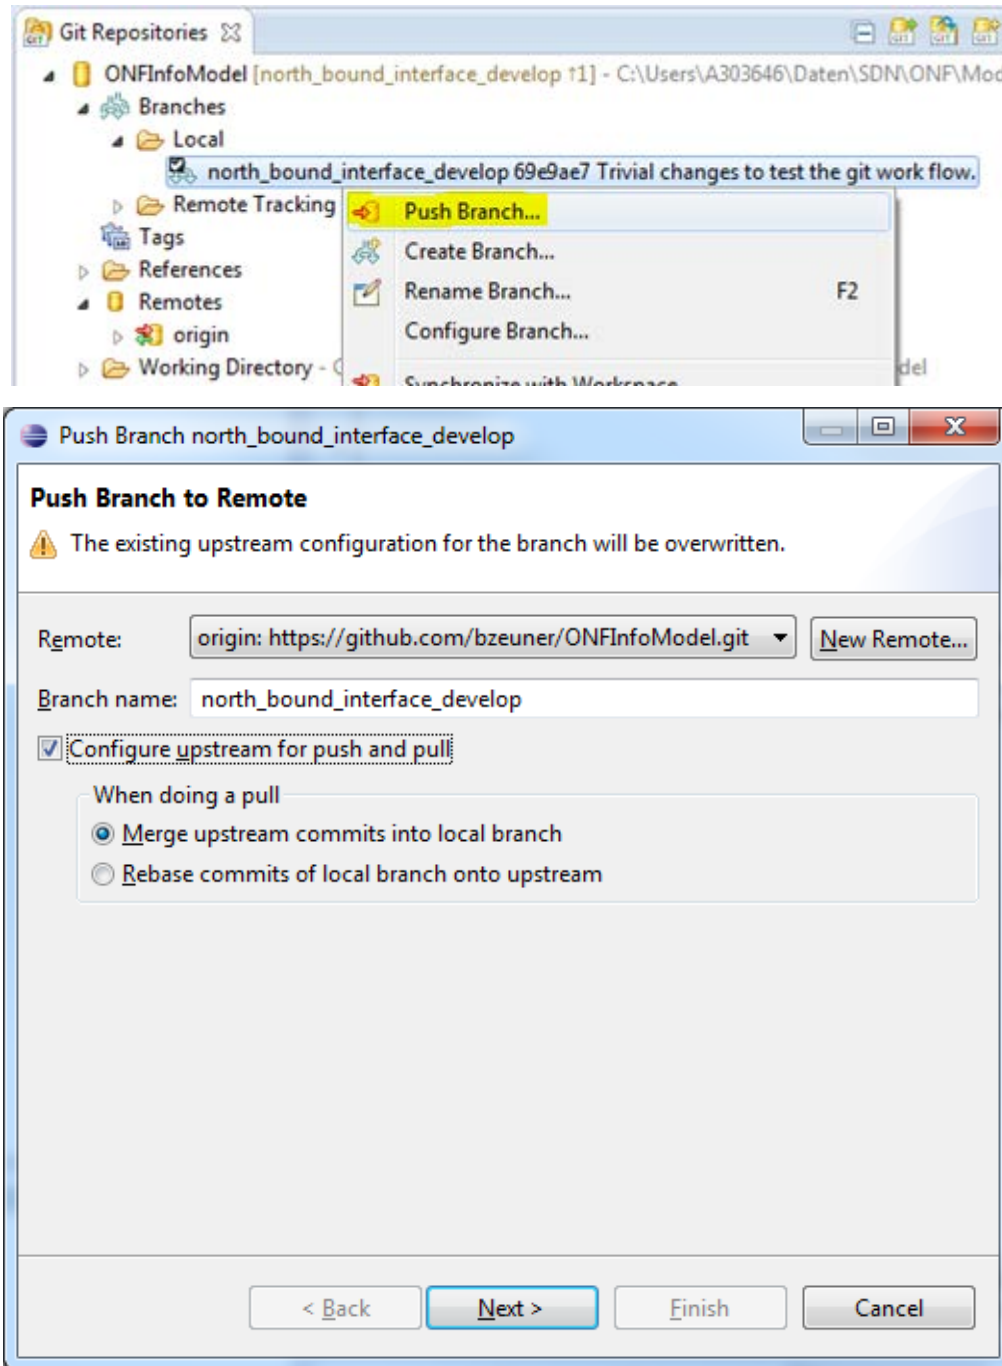 Git Repositories
ONFInfoModel [north_bound_interface_develop ↑1] - C:\Users\A303646\Daten\SDN\ONF\Mod
Branches
Local
north_bound_interface_develop 69e9ae7 Trivial changes to test the git work flow.
Remote Tracking
Push Branch...
Tags
Create Branch...
References
Rename Branch... F2
Remotes
Configure Branch...
origin
Working Directory -
Synchronize with Workspace
del
Push Branch north_bound_interface_develop
Push Branch to Remote
The existing upstream configuration for the branch will be overwritten.
Remote: origin: https://github.com/bzeuner/ONFInfoModel.git New Remote...
Branch name: north_bound_interface_develop
Configure upstream for push and pull
When doing a pull
Merge upstream commits into local branch
Rebase commits of local branch onto upstream
< Back Next > Finish Cancel